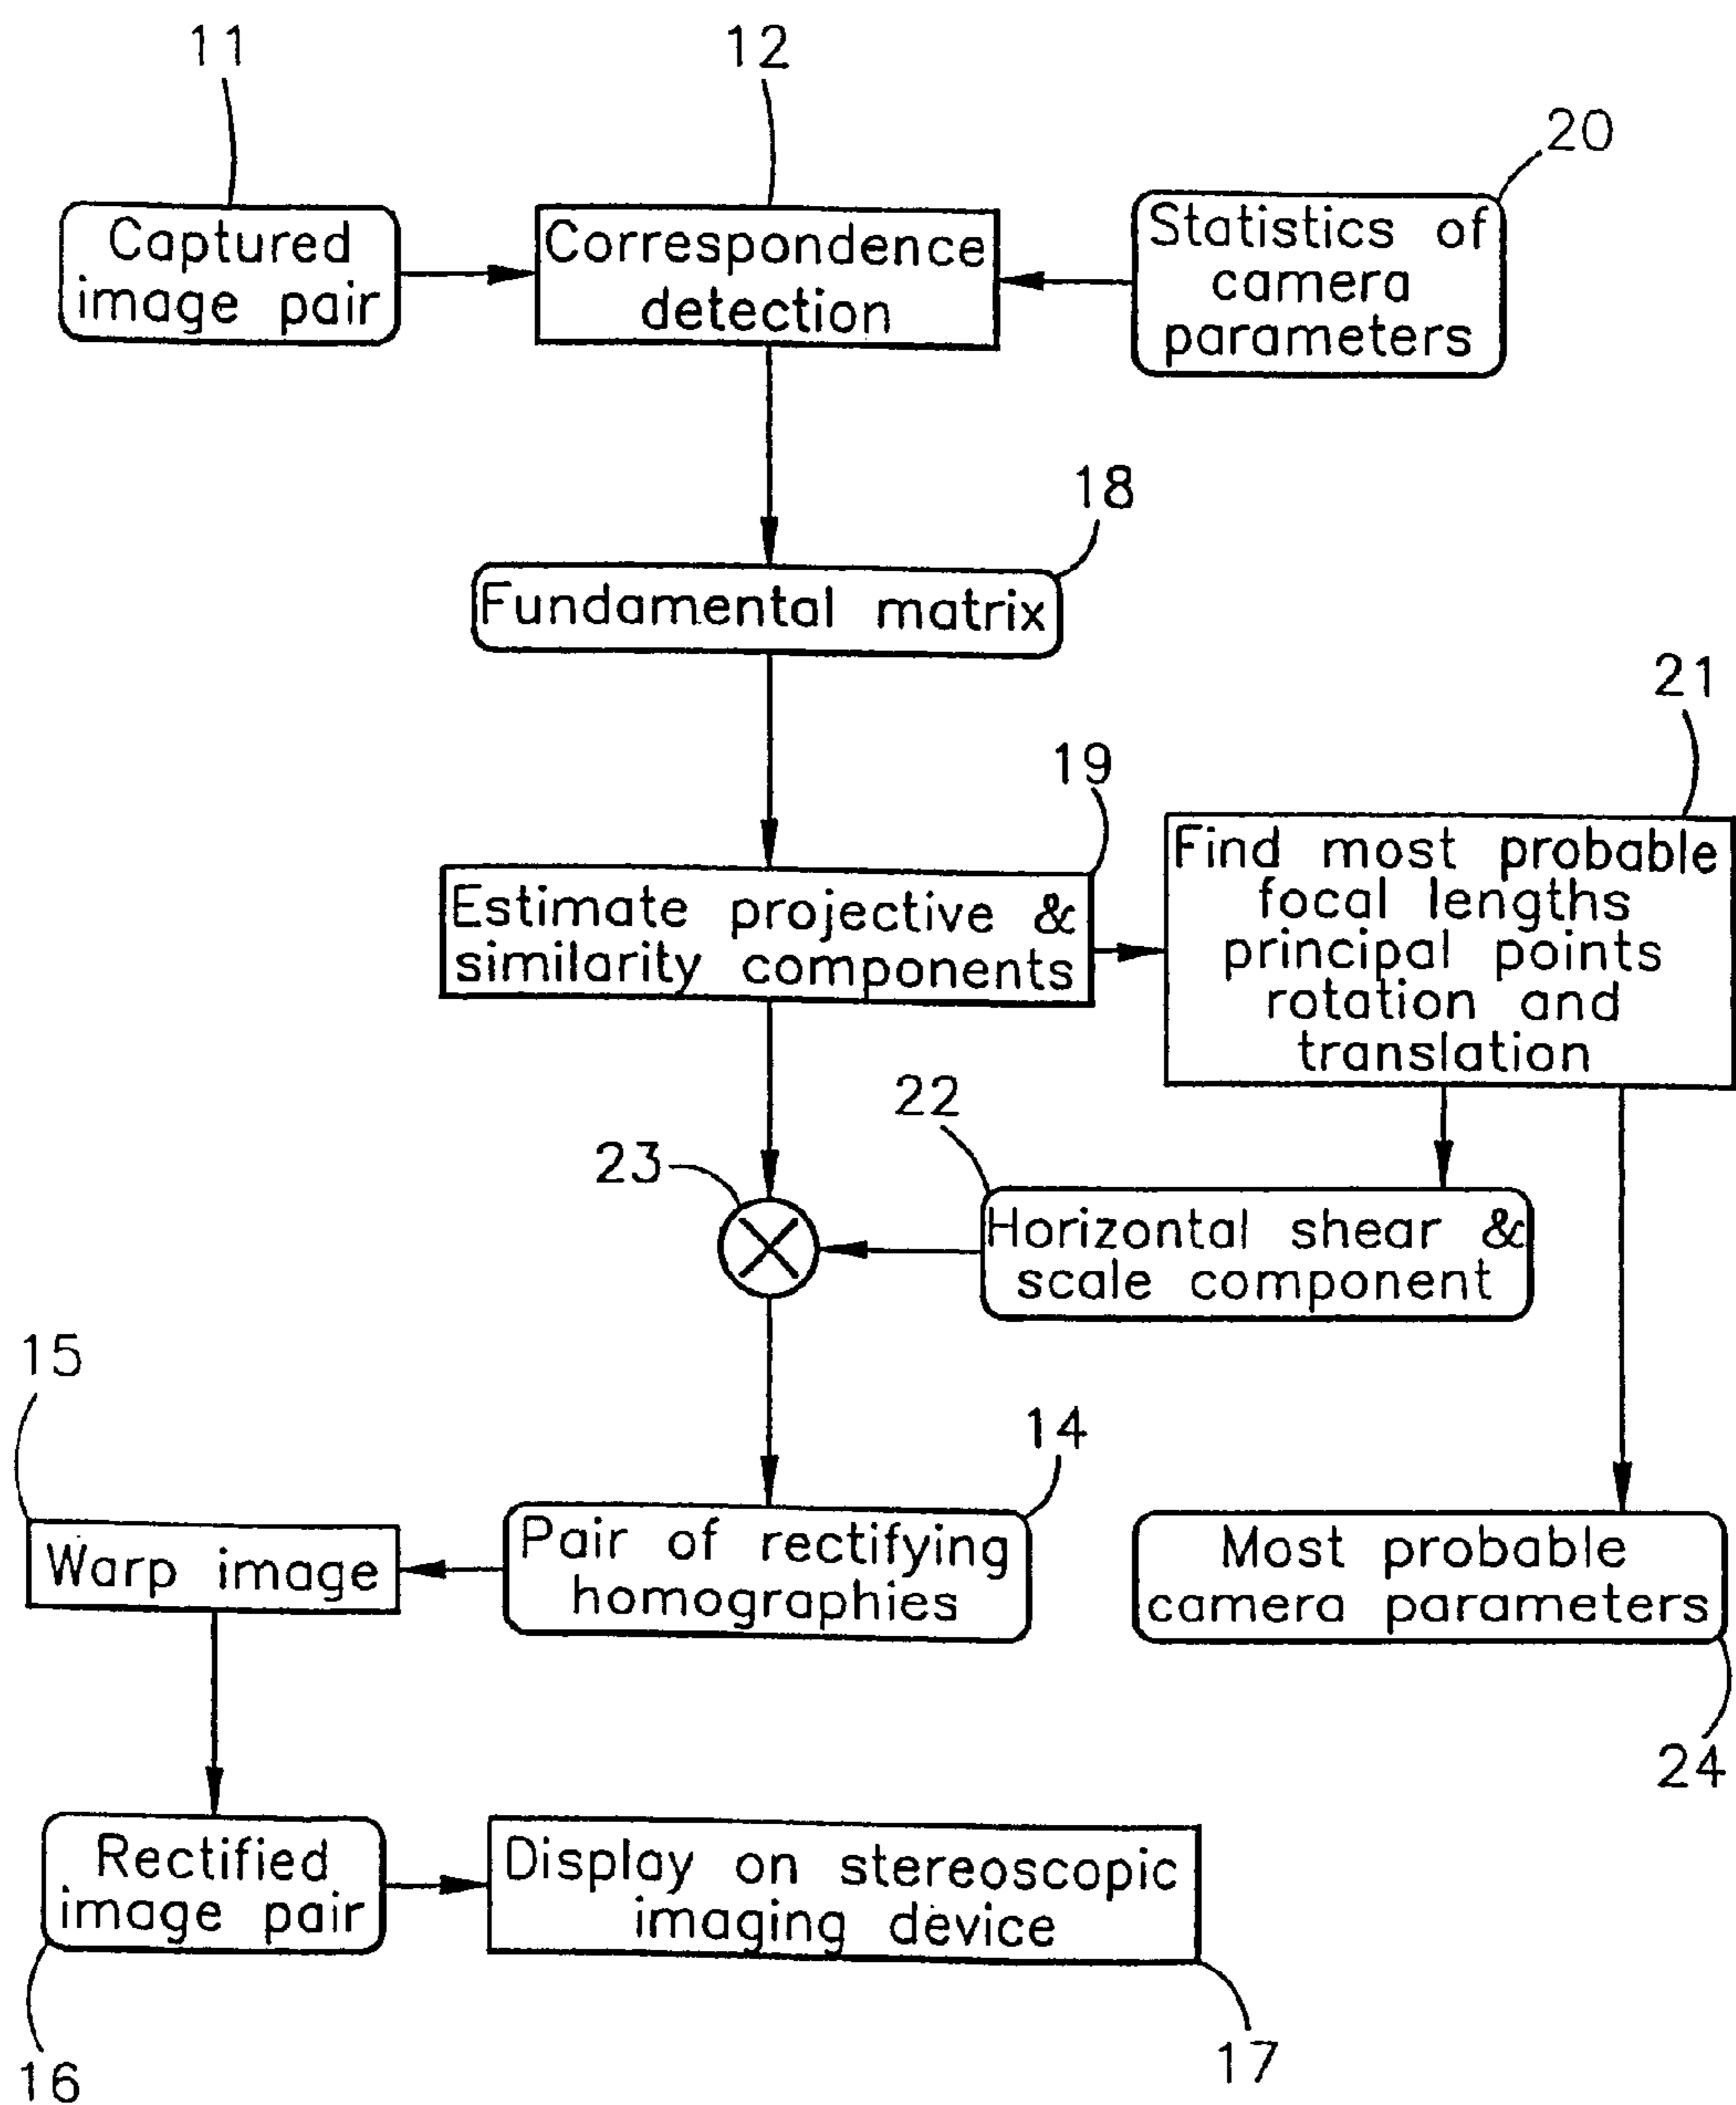 11
12
20
Captured
image pair
Correspondence
detection
Statistics of
camera
parameters
18
Fundamental matrix
21
19
Estimate projective &
similarity components
Find most probable
focal lengths
principal points
rotation and
translation
22
23
Horizontal shear &
scale component
15
14
Warp image
Pair of rectifying
homographies
Most probable
camera parameters
24
Rectified
image pair
Display on stereoscopic
imaging device
16
17